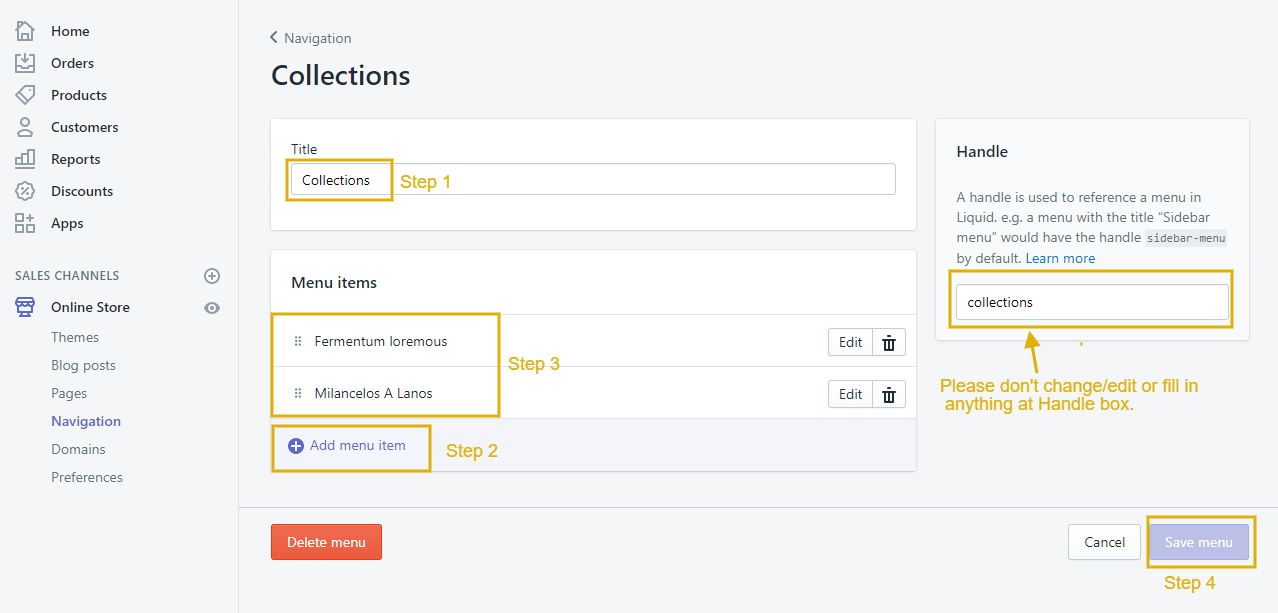 Home
Orders
Products
Customers
Reports
Discounts
Apps
SALES CHANNELS
Online Store
Themes
Blog posts
Pages
Navigation
Domains
Preferences
Navigation
Collections
Title
Collections
Step 1
Menu items
Fermentum loremous
Edit
Step 3
Milancelos A Lanos
Edit
Add menu item
Step 2
Handle
A handle is used to reference a menu in
Liquid. e.g. a menu with the title “Sidebar
menu” would have the handle sidebar-menu
by default. Learn more
collections
Please don't change/edit or fill in
anything at Handle box.
Delete menu
Cancel
Save menu
Step 4